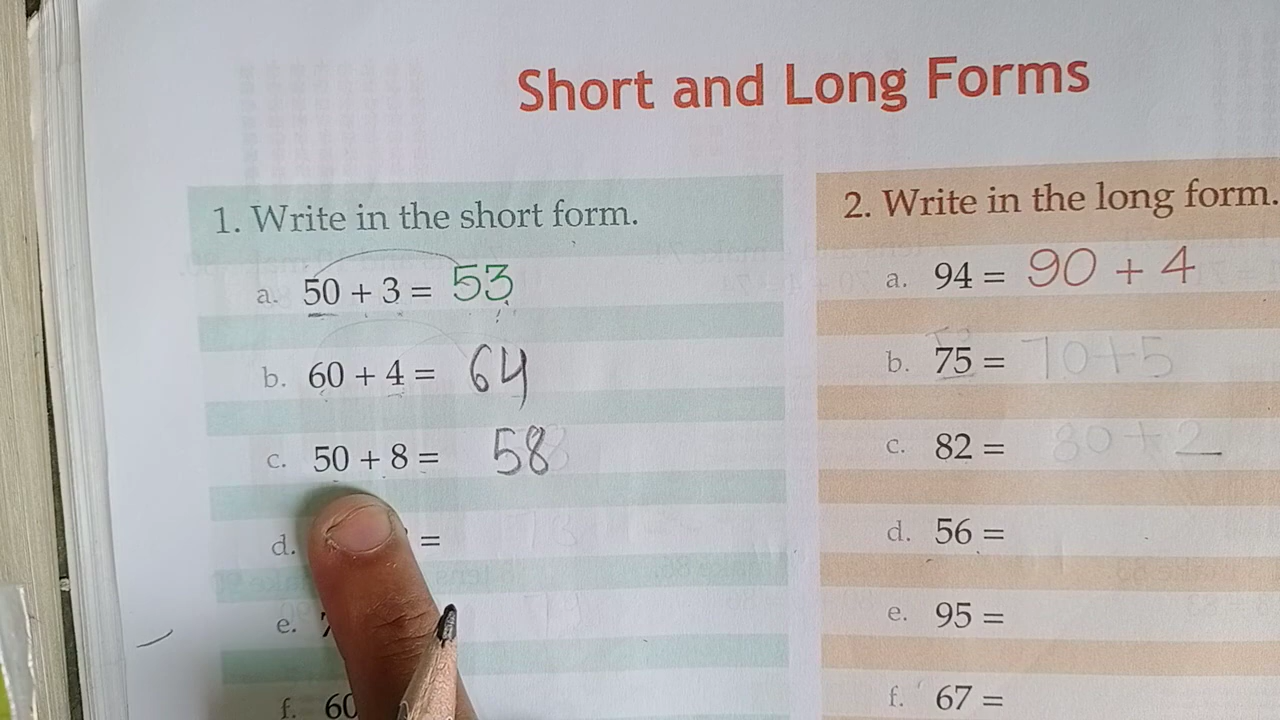 Short and Long Forms
1. Write in the short form.
a. 50 + 3 = 53
b. 60 + 4 = 64
c. 50 + 8 = 58
d. =
e.
f. 60
2. Write in the long form.
a. 94 = 90 + 4
b. 75 = 70+5
c. 82 = 80+2
d. 56 =
e. 95 =
f. 67 =